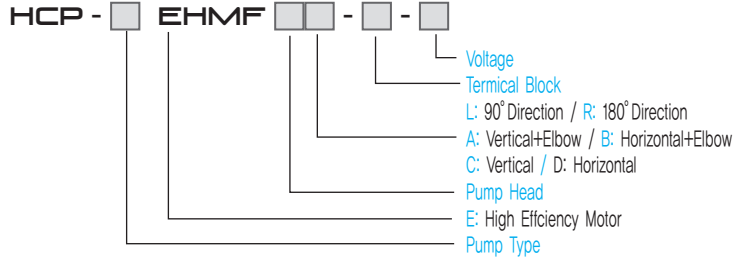 HCP - EHMF - -
Voltage
Termical Block
L: 90° Direction / R: 180° Direction
A: Vertical+Elbow / B: Horizontal+Elbow
C: Vertical / D: Horizontal
Pump Head
E: High Effciency Motor
Pump Type